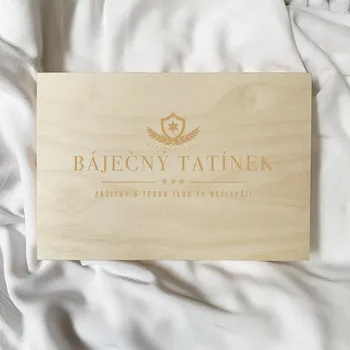 BÁJEČNÝ TATÍNEK
ZÁŽITKY S TEBOU JSOU TY NEJLEPŠÍ!